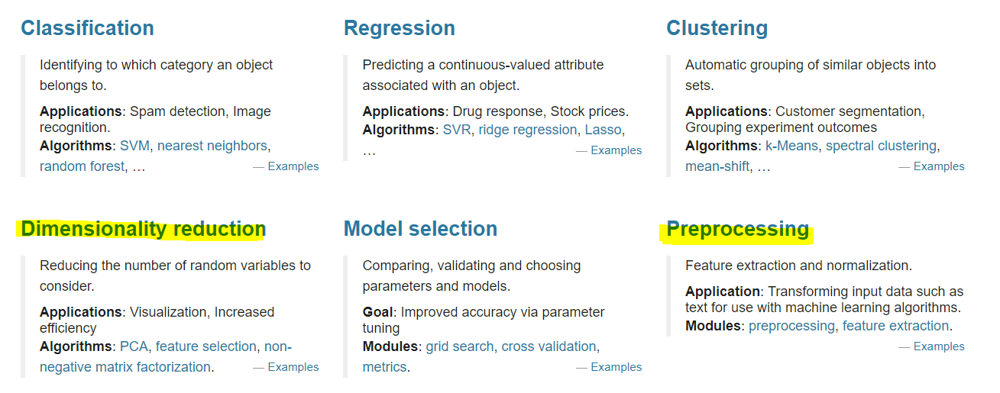 Classification
Identifying to which category an object
belongs to.
Applications: Spam detection, Image
recognition.
Algorithms: SVM, nearest neighbors,
random forest, …
— Examples
Regression
Predicting a continuous-valued attribute
associated with an object.
Applications: Drug response, Stock prices.
Algorithms: SVR, ridge regression, Lasso,
…
— Examples
Clustering
Automatic grouping of similar objects into
sets.
Applications: Customer segmentation,
Grouping experiment outcomes
Algorithms: k-Means, spectral clustering,
mean-shift, …
— Examples
Dimensionality reduction
Reducing the number of random variables to
consider.
Applications: Visualization, Increased
efficiency
Algorithms: PCA, feature selection, non-
negative matrix factorization.
— Examples
Model selection
Comparing, validating and choosing
parameters and models.
Goal: Improved accuracy via parameter
tuning
Modules: grid search, cross validation,
metrics.
— Examples
Preprocessing
Feature extraction and normalization.
Application: Transforming input data such as
text for use with machine learning algorithms.
Modules: preprocessing, feature extraction.
— Examples